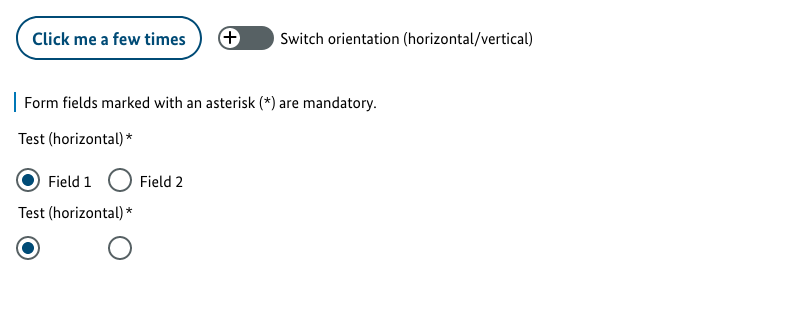 Click me a few times
Switch orientation (horizontal/vertical)
Form fields marked with an asterisk (*) are mandatory.
Test (horizontal) *
Field 1 Field 2
Test (horizontal) *